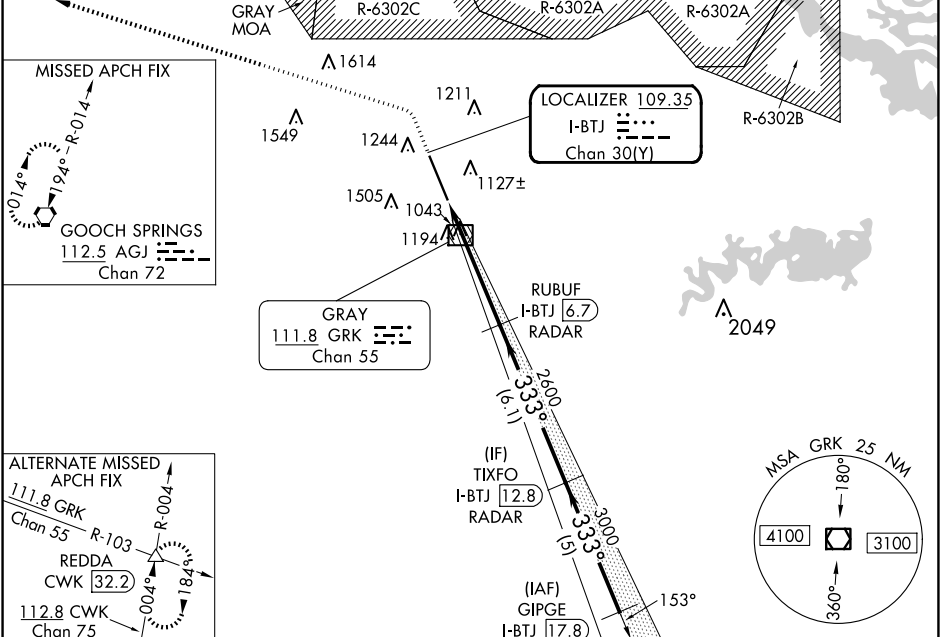 GRAY
MOA
R-6302C
R-6302A
R-6302A
R-6302B
MISSED APCH FIX
R-014
194°
014°
GOOCH SPRINGS
112.5 AGJ
Chan 72
1614
1549
1211
1244
1127±
1505
1043
1194
LOCALIZER 109.35
I-BTJ
Chan 30(Y)
GRAY
111.8 GRK
Chan 55
RUBUF
I-BTJ 6.7
RADAR
2049
2600
333°
(6.1)
(IF)
TIXFO
I-BTJ 12.8
RADAR
3000
333°
(5)
(IAF)
GIPGE
I-BTJ 17.8
153°
ALTERNATE MISSED
APCH FIX
111.8 GRK
Chan 55
R-103
R-004
REDDA
CWK 32.2
004°
184°
112.8 CWK
Chan 75
MSA GRK 25 NM
180°
4100
3100
360°